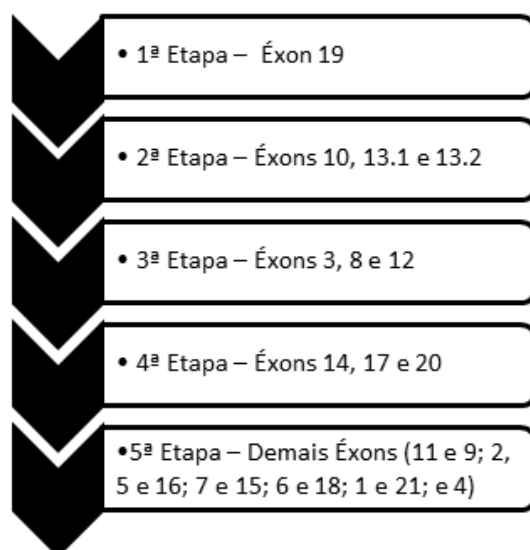 • 1ª Etapa – Éxon 19
• 2ª Etapa – Éxons 10, 13.1 e 13.2
• 3ª Etapa – Éxons 3, 8 e 12
• 4ª Etapa – Éxons 14, 17 e 20
•5ª Etapa – Demais Éxons (11 e 9; 2,
5 e 16; 7 e 15; 6 e 18; 1 e 21; e 4)